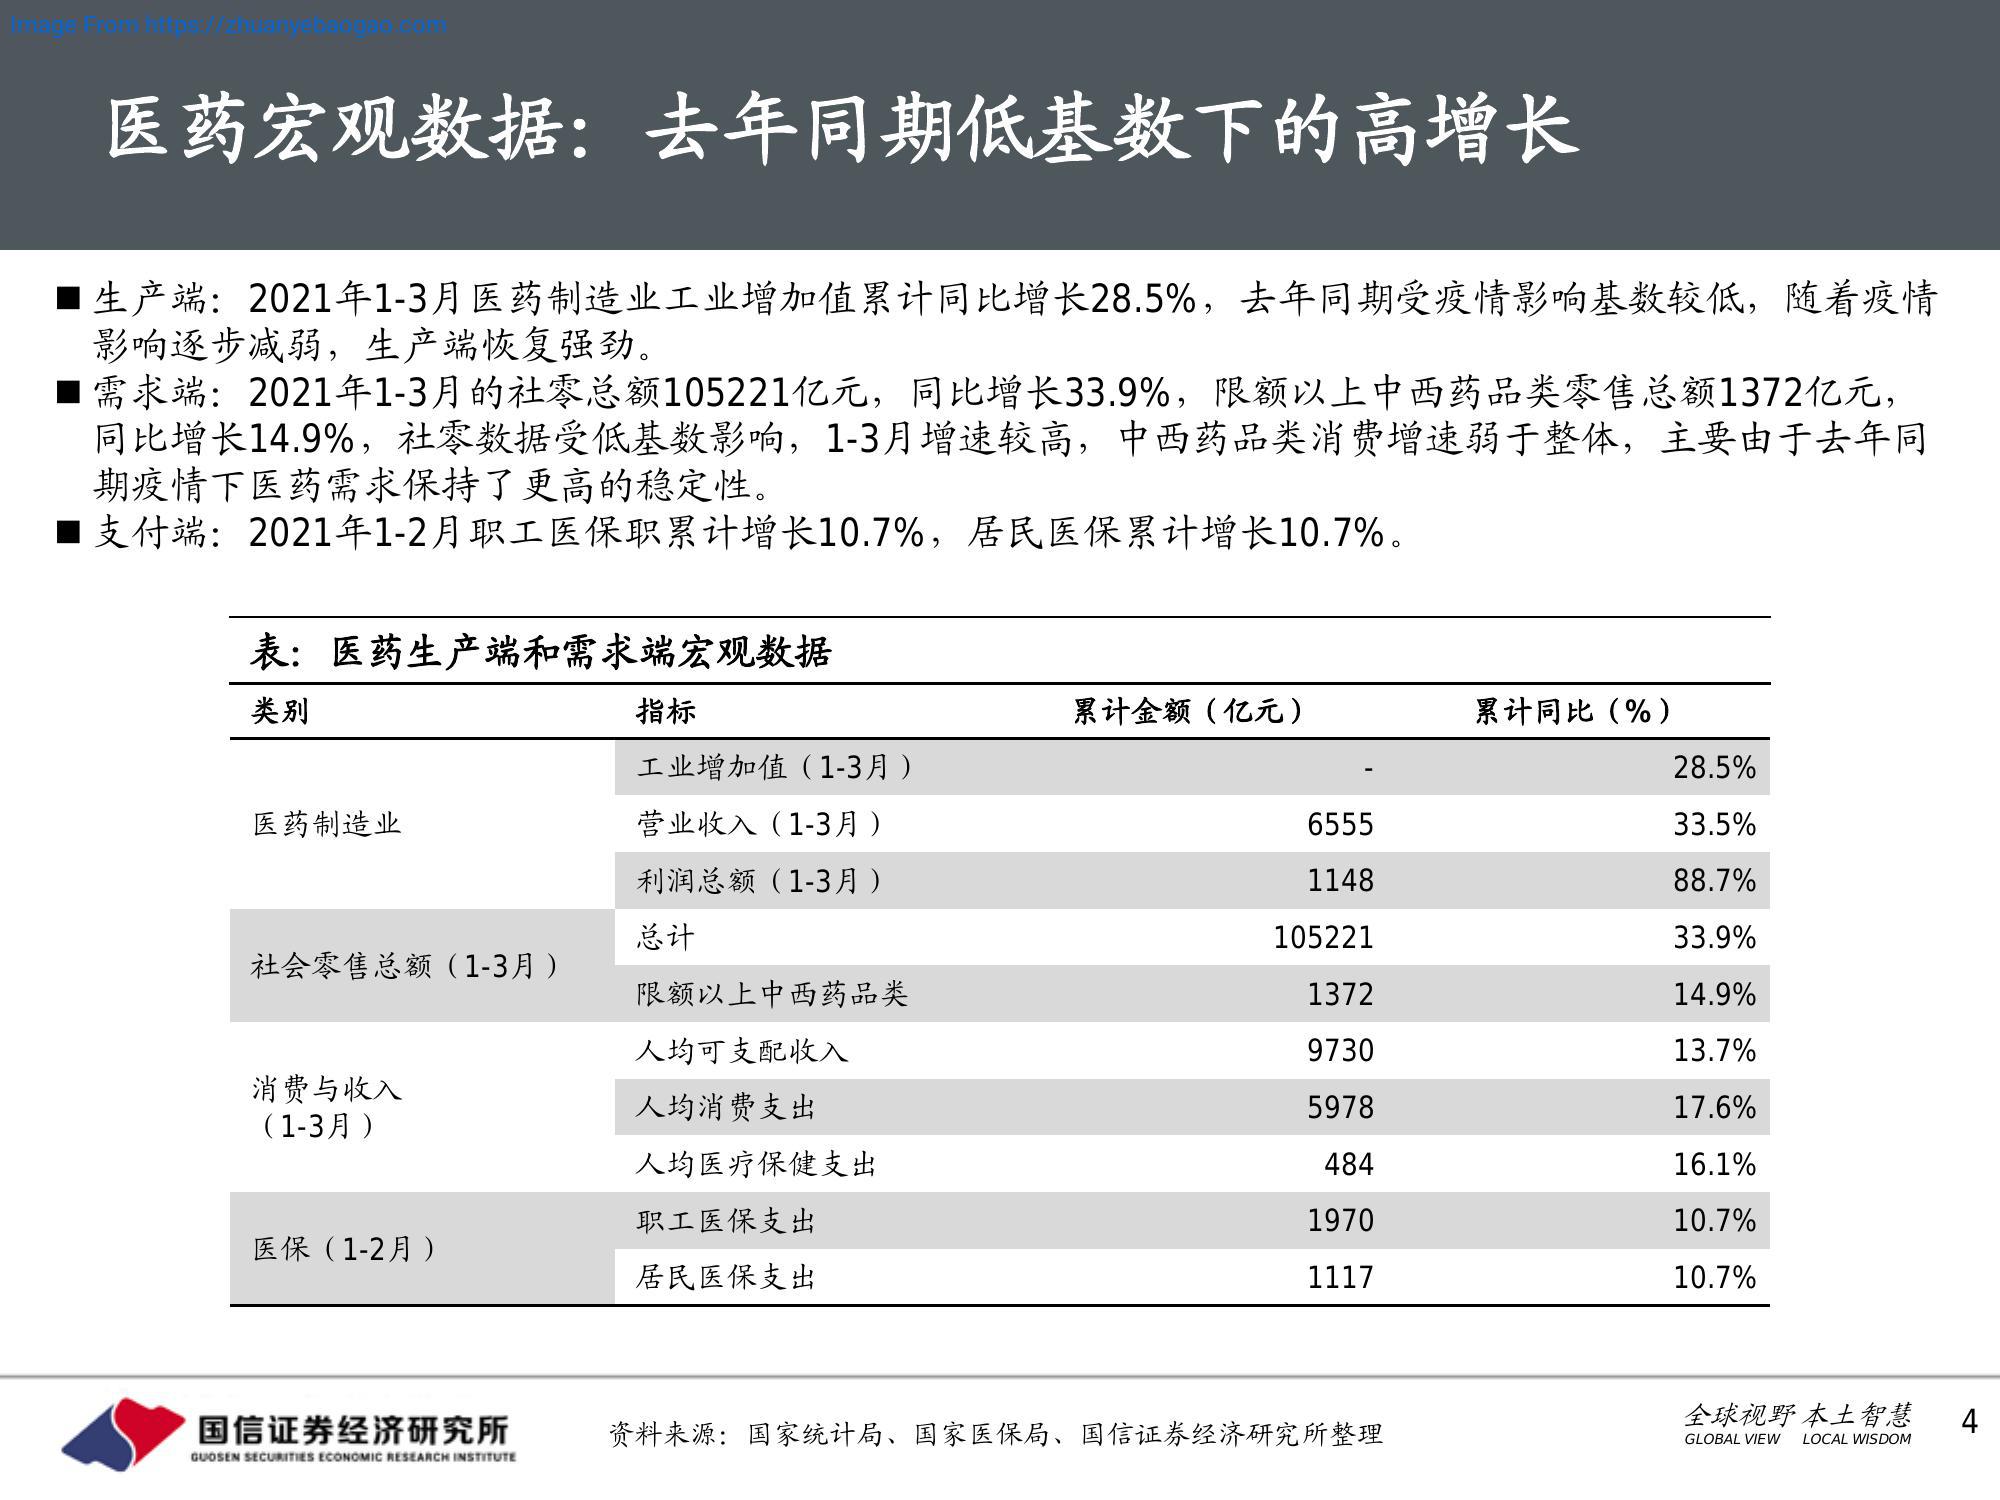 Image From https://zhuanyebaogao.com
医药宏观数据：去年同期低基数下的高增长
■ 生产端：2021年1-3月医药制造业工业增加值累计同比增长28.5%，去年同期受疫情影响基数较低，随着疫情
影响逐步减弱，生产端恢复强劲。
■ 需求端：2021年1-3月的社零总额105221亿元，同比增长33.9%，限额以上中西药品类零售总额1372亿元，
同比增长14.9%，社零数据受低基数影响，1-3月增速较高，中西药品类消费增速弱于整体，主要由于去年同
期疫情下医药需求保持了更高的稳定性。
■ 支付端：2021年1-2月职工医保职累计增长10.7%，居民医保累计增长10.7%。
表：医药生产端和需求端宏观数据
类别 指标 累计金额（亿元） 累计同比（%）
医药制造业
工业增加值（1-3月） - 28.5%
营业收入（1-3月） 6555 33.5%
利润总额（1-3月） 1148 88.7%
社会零售总额（1-3月）
总计 105221 33.9%
限额以上中西药品类 1372 14.9%
消费与收入
（1-3月）
人均可支配收入 9730 13.7%
人均消费支出 5978 17.6%
人均医疗保健支出 484 16.1%
医保（1-2月）
职工医保支出 1970 10.7%
居民医保支出 1117 10.7%
国信证券经济研究所
GUOSEN SECURITIES ECONOMIC RESEARCH INSTITUTE
资料来源：国家统计局、国家医保局、国信证券经济研究所整理
全球视野 本土智慧
GLOBAL VIEW LOCAL WISDOM
4